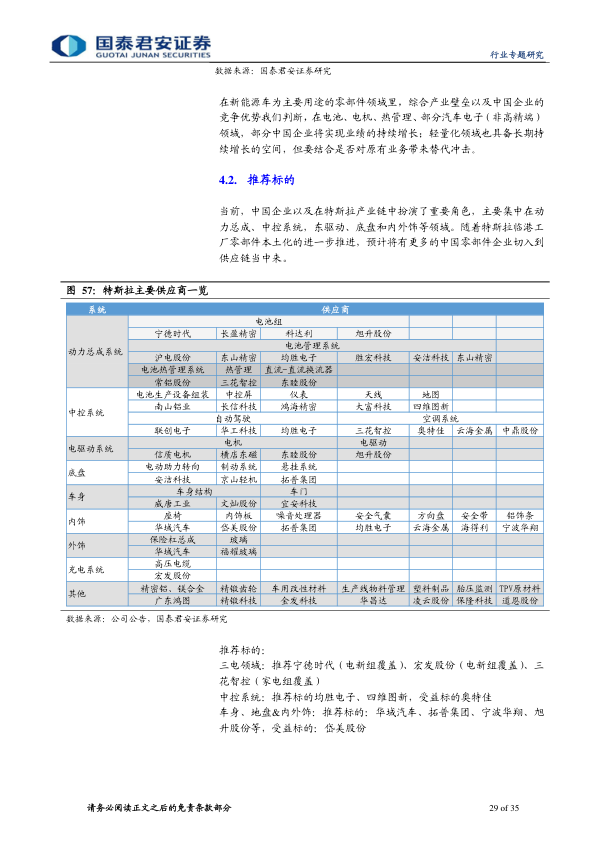 国泰君安证券
GUOTAI JUNAN SECURITIES
行业专题研究
数据来源：国泰君安证券研究
在新能源车为主要用途的零部件领域里，综合产业壁垒以及中国企业的
竞争优势我们判断，在电池、电机、热管理、部分汽车电子（非高精端）
领域，部分中国企业将实现业绩的持续增长；轻量化领域也具备长期持
续增长的空间，但要结合是否对原有业务带来替代冲击。
4.2. 推荐标的
当前，中国企业以及在特斯拉产业链中扮演了重要角色，主要集中在动
力总成、中控系统，东驱动、底盘和内外饰等领域。随着特斯拉临港工
厂零部件本土化的进一步推进，预计将有更多的中国零部件企业切入到
供应链当中来。
图 57：特斯拉主要供应商一览
系统 供应商
动力总成系统
电池组
宁德时代 长盈精密 科达利 旭升股份
电池管理系统
沪电股份 东山精密 均胜电子 胜宏科技 安洁科技 东山精密
电池热管理系统 热管理 直流-直流换流器
常铝股份 三花智控 东睦股份
中控系统
电池生产设备组装 中控屏 仪表 天线 地图
南山铝业 长信科技 鸿海精密 大富科技 四维图新
自动驾驶 空调系统
联创电子 华工科技 均胜电子 三花智控 奥特佳 云海金属 中鼎股份
电驱动系统
电机 电驱动
信质电机 横店东磁 东睦股份 旭升股份
底盘
电动助力转向 制动系统 悬挂系统
安洁科技 京山轻机 拓普集团
车身
车身结构 车门
威唐工业 文灿股份 宜安科技
内饰
座椅 内饰板 噪音处理器 安全气囊 方向盘 安全带 铝饰条
华域汽车 岱美股份 拓普集团 均胜电子 云海金属 海得利 宁波华翔
外饰
保险杠总成 玻璃
华域汽车 福耀玻璃
充电系统
高压电缆
宏发股份
其他
精密铝、镁合金 精锻齿轮 车用改性材料 生产线物料管理 塑料制品 胎压监测 TPV原材料
广东鸿图 精锻科技 金发科技 华昌达 凌云股份 保隆科技 道恩股份
数据来源：公司公告、国泰君安证券研究
推荐标的：
三电领域：推荐宁德时代（电新组覆盖）、宏发股份（电新组覆盖）、三
花智控（家电组覆盖）
中控系统：推荐标的均胜电子、四维图新，受益标的奥特佳
车身、地盘&内外饰：推荐标的：华域汽车、拓普集团、宁波华翔、旭
升股份等，受益标的：岱美股份
请务必阅读正文之后的免责条款部分
29 of 35